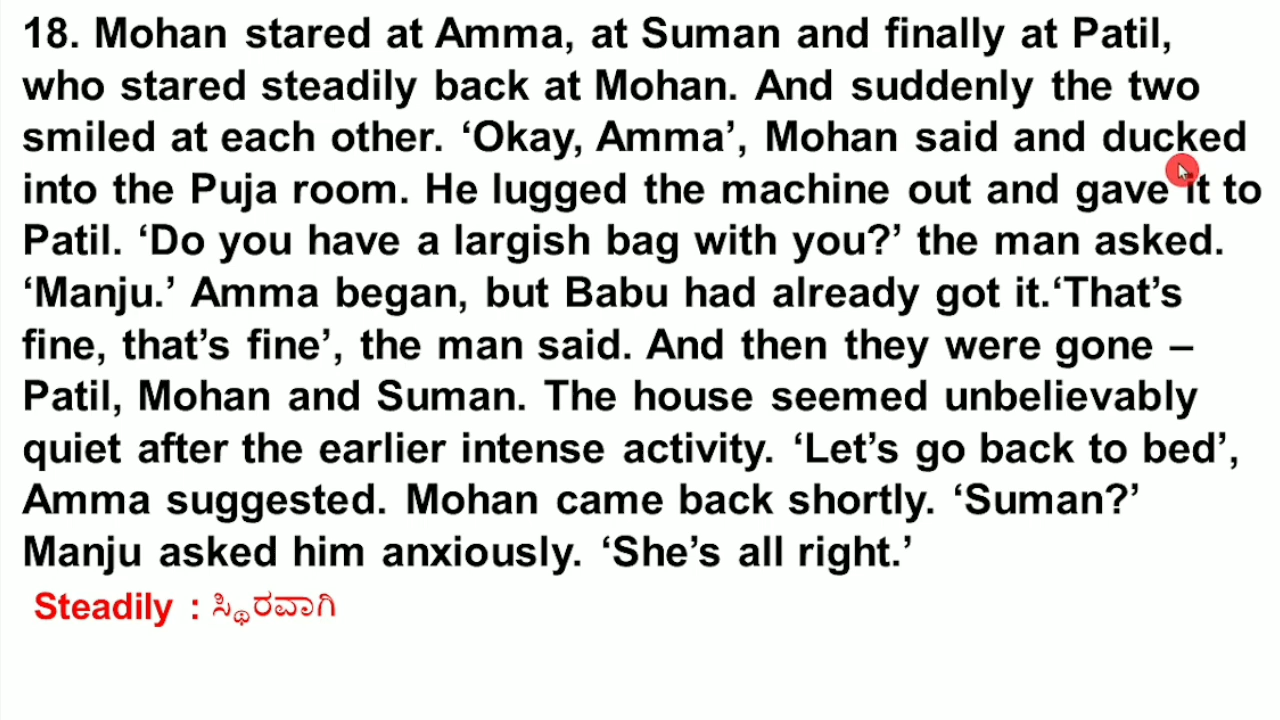 18. Mohan stared at Amma, at Suman and finally at Patil,
who stared steadily back at Mohan. And suddenly the two
smiled at each other. ‘Okay, Amma’, Mohan said and ducked
into the Puja room. He lugged the machine out and gave it to
Patil. ‘Do you have a largish bag with you?’ the man asked.
‘Manju.’ Amma began, but Babu had already got it.‘That’s
fine, that’s fine’, the man said. And then they were gone –
Patil, Mohan and Suman. The house seemed unbelievably
quiet after the earlier intense activity. ‘Let’s go back to bed’,
Amma suggested. Mohan came back shortly. ‘Suman?’
Manju asked him anxiously. ‘She’s all right.’
Steadily : ಸ್ಥಿರವಾಗಿ